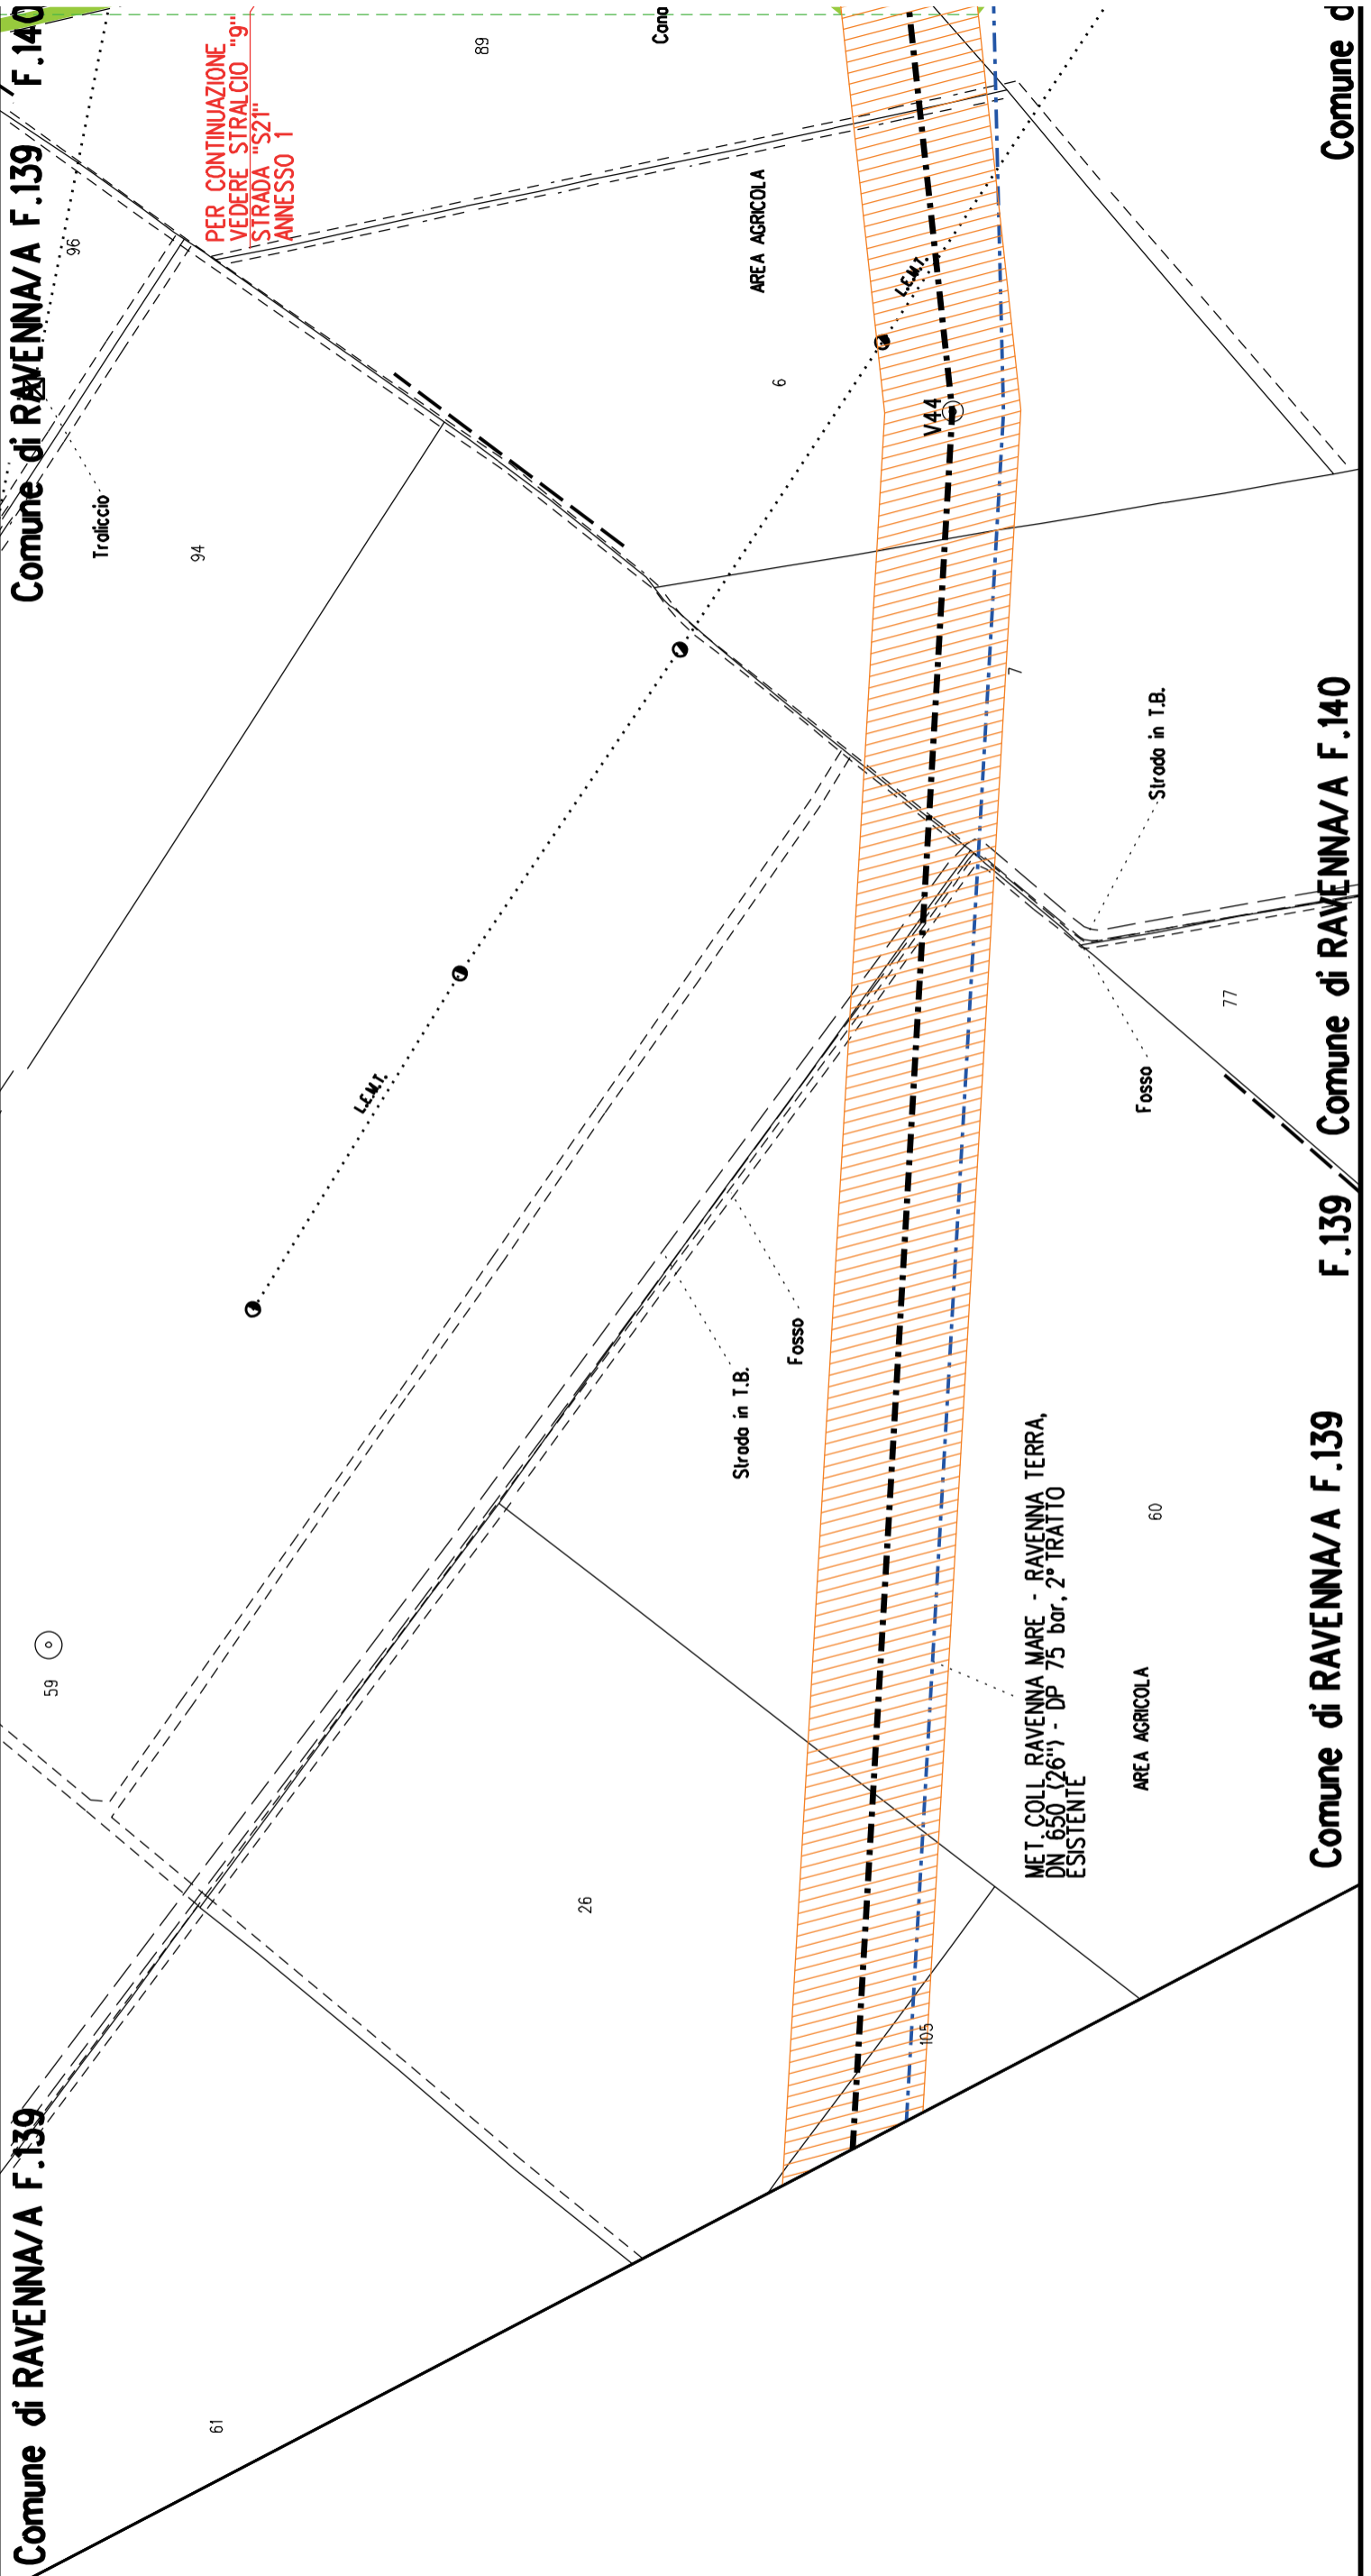 Comune di RAVENNA/A F.139
F.140
Comune di RAVENNA/A F.139
PER CONTINUAZIONE
VEDERE STRALCIO "9"
STRADA "S21"
ANNESSO 1
96
Traliccio
94
89
AREA AGRICOLA
6
L.E.M.T.
V44
7
Strada in T.B.
77
Fosso
L.E.M.T.
59
Fosso
Strada in T.B.
26
MET. COLL. RAVENNA MARE - RAVENNA TERRA,
DN 650 (26") - DP 75 bar, 2° TRATTO
ESISTENTE
60
AREA AGRICOLA
105
61
Comune di RAVENNA/A F.139
F.139
Comune di RAVENNA/A F.140
Comune d